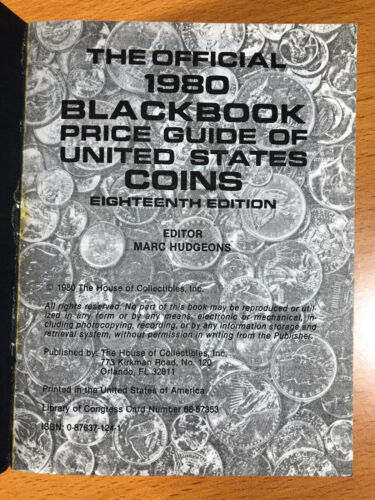 THE OFFICIAL
1980
BLACKBOOK
PRICE GUIDE OF
UNITED STATES
COINS
EIGHTEENTH EDITION
EDITOR
MARC HUDGEONS
© 1980 The House of Collectibles, Inc.
All rights reserved. No part of this book may be reproduced or util-
ized in any form or by any means, electronic or mechanical, in-
cluding photocopying, recording, or by any information storage and
retrieval system, without permission in writing from the Publisher.
Published by: The House of Collectibles, Inc.
773 Kirkman Road, No. 120
Orlando, FL 32811
Printed in the United States of America
Library of Congress Card Number 66-57353
ISBN: 0-87637-124-1